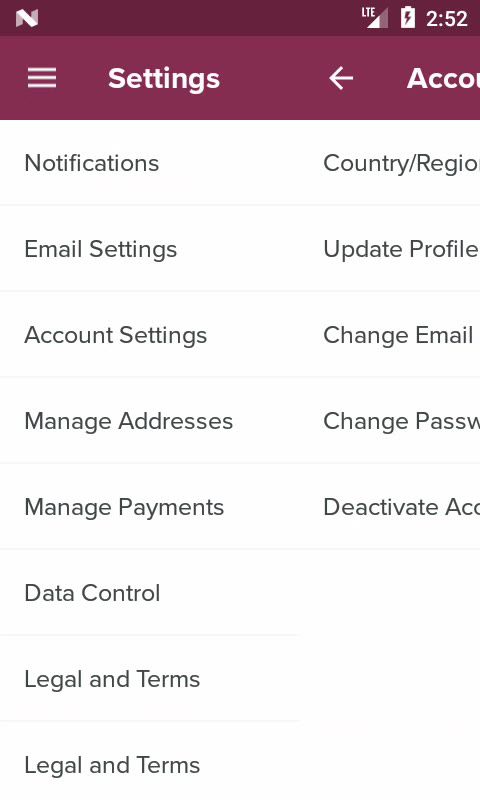 LTE 2:52
Settings
Notifications
Email Settings
Account Settings
Manage Addresses
Manage Payments
Data Control
Legal and Terms
Legal and Terms
Accou
Country/Regio
Update Profile
Change Email
Change Passw
Deactivate Acc